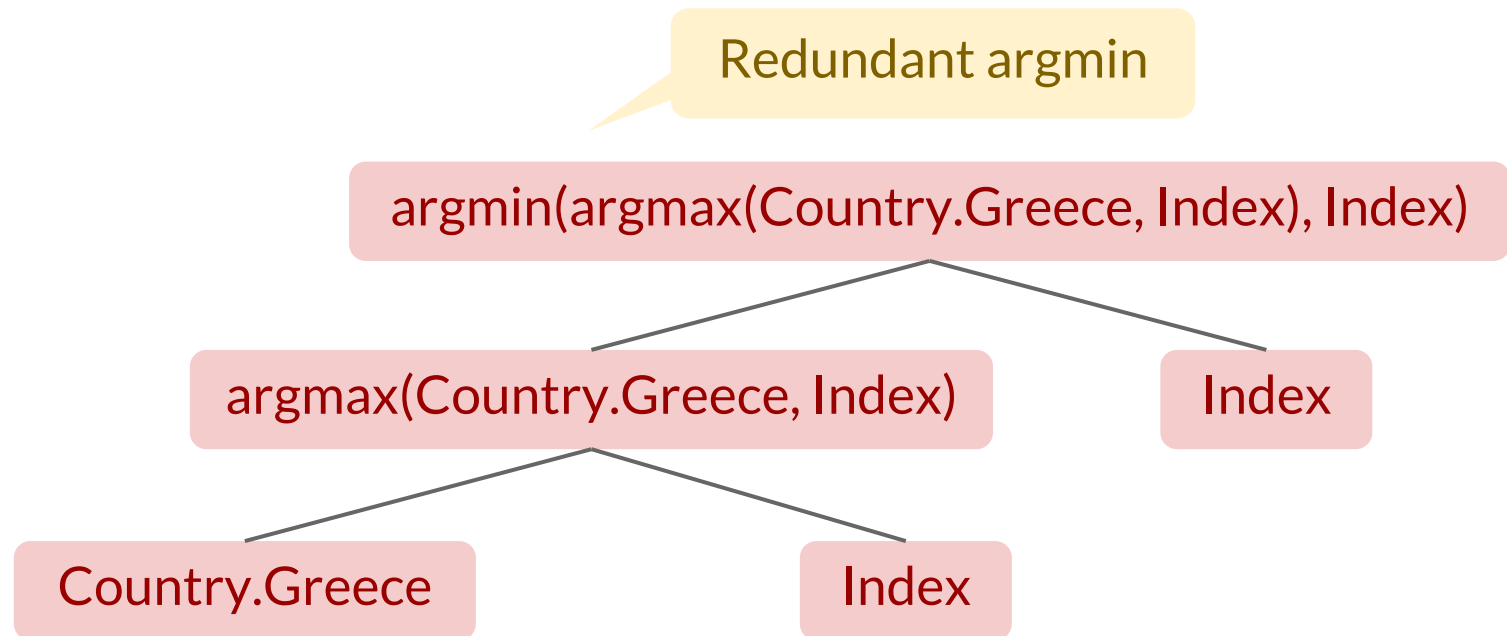 Redundant argmin
argmin(argmax(Country.Greece, Index), Index)
argmax(Country.Greece, Index)
Index
Country.Greece
Index